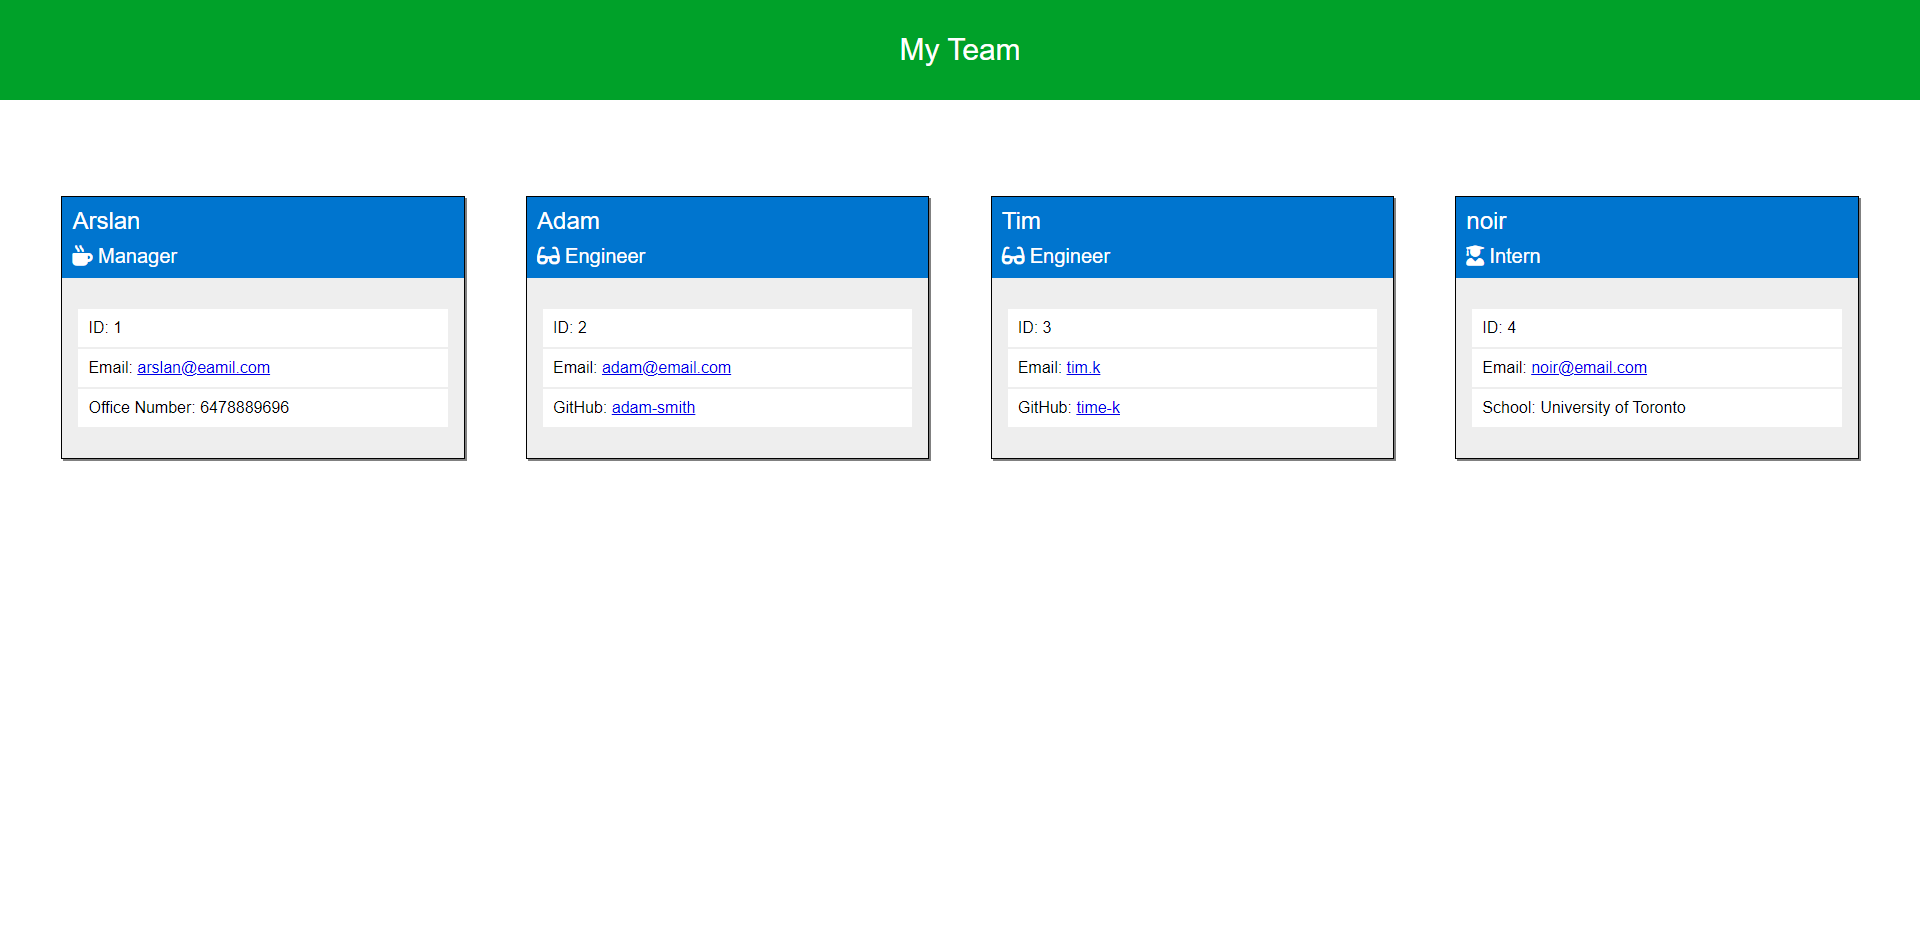 My Team
Arslan
Manager
ID: 1
Email: arslan@eamil.com
Office Number: 6478889696
Adam
Engineer
ID: 2
Email: adam@email.com
GitHub: adam-smith
Tim
Engineer
ID: 3
Email: tim.k
GitHub: time-k
noir
Intern
ID: 4
Email: noir@email.com
School: University of Toronto